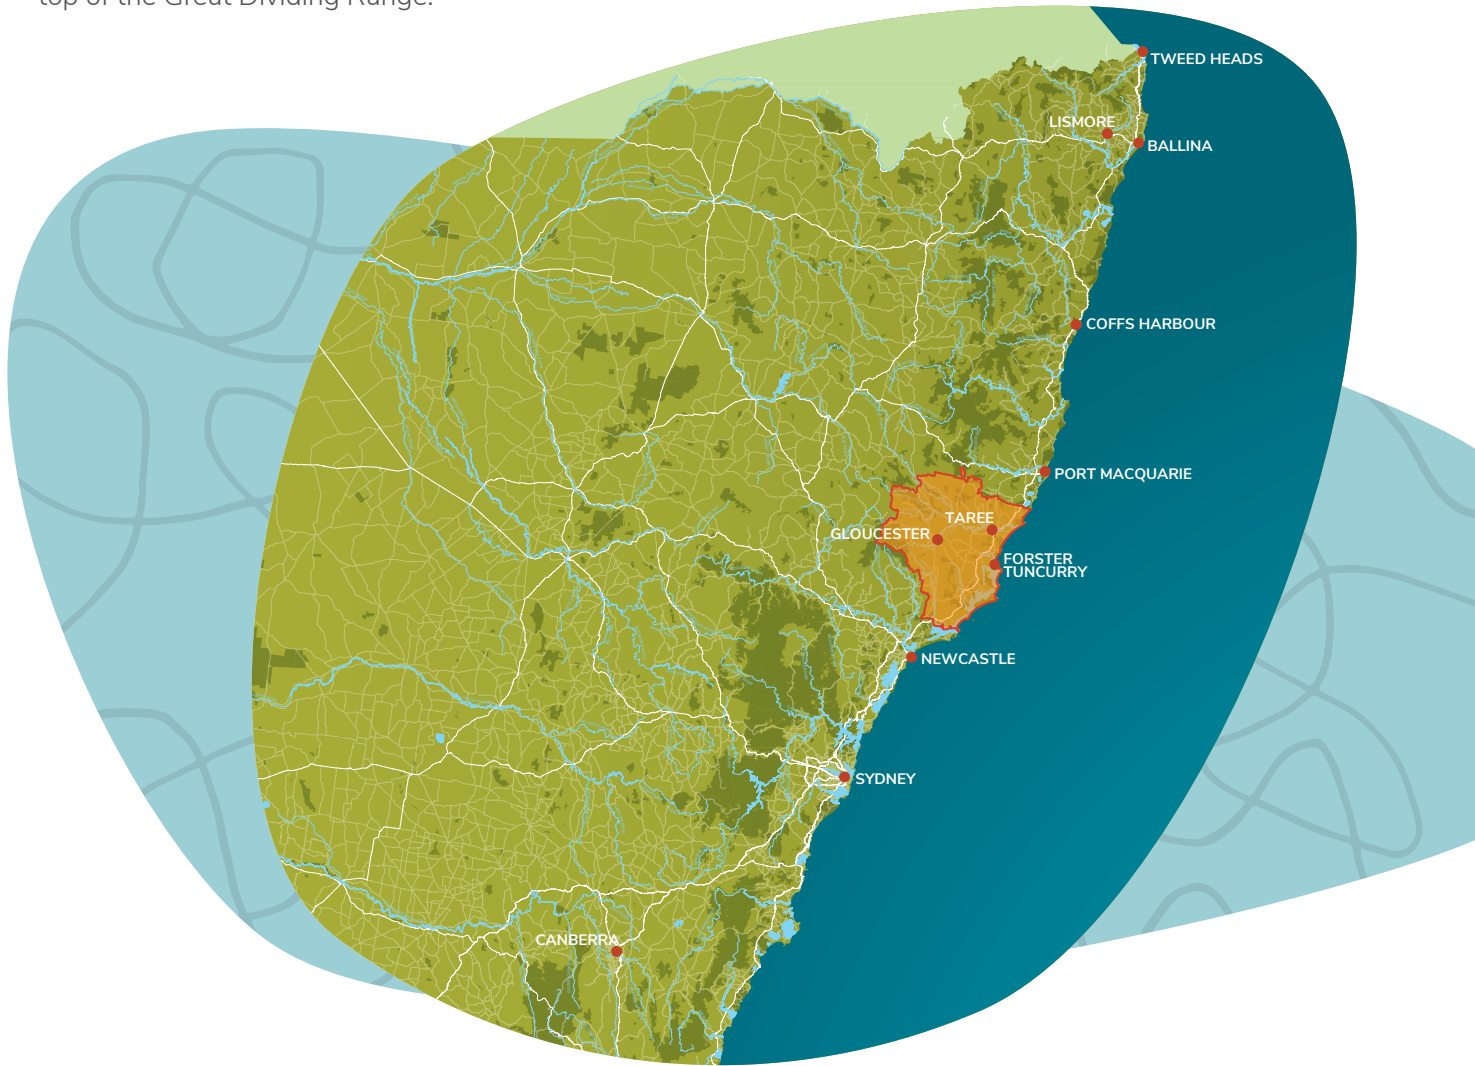 top of the Great Dividing Range.
TWEED HEADS
LISMORE
BALLINA
COFFS HARBOUR
PORT MACQUARIE
TAREE
GLOUCESTER
FORSTER
TUNCURRY
NEWCASTLE
SYDNEY
CANBERRA